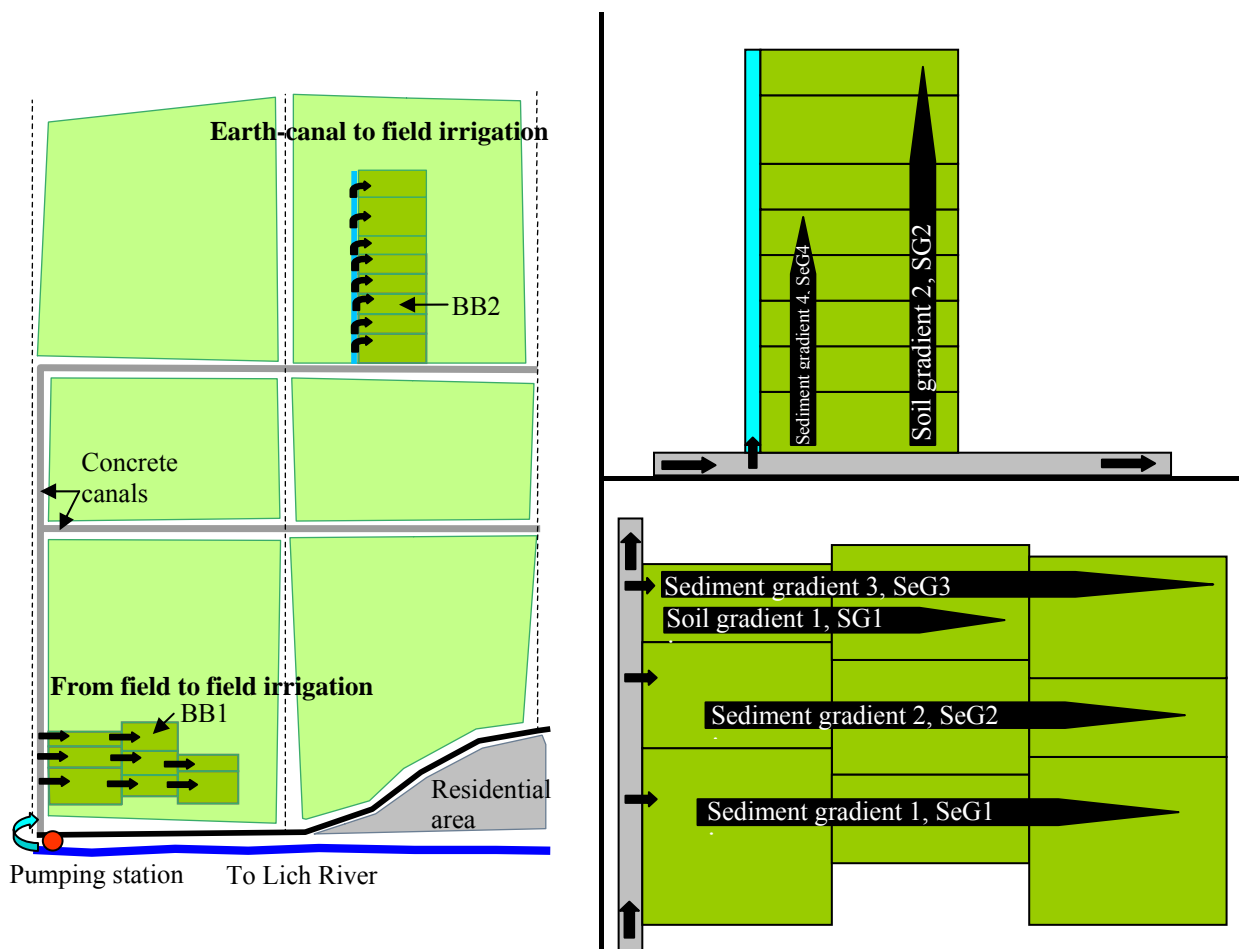 Earth-canal to field irrigation
BB2
Concrete
canals
From field to field irrigation
BB1
Residential
area
Pumping station
To Lich River
Sediment gradient 4. SeG4
Soil gradient 2, SG2
Sediment gradient 3, SeG3
Soil gradient 1, SG1
Sediment gradient 2, SeG2
Sediment gradient 1, SeG1